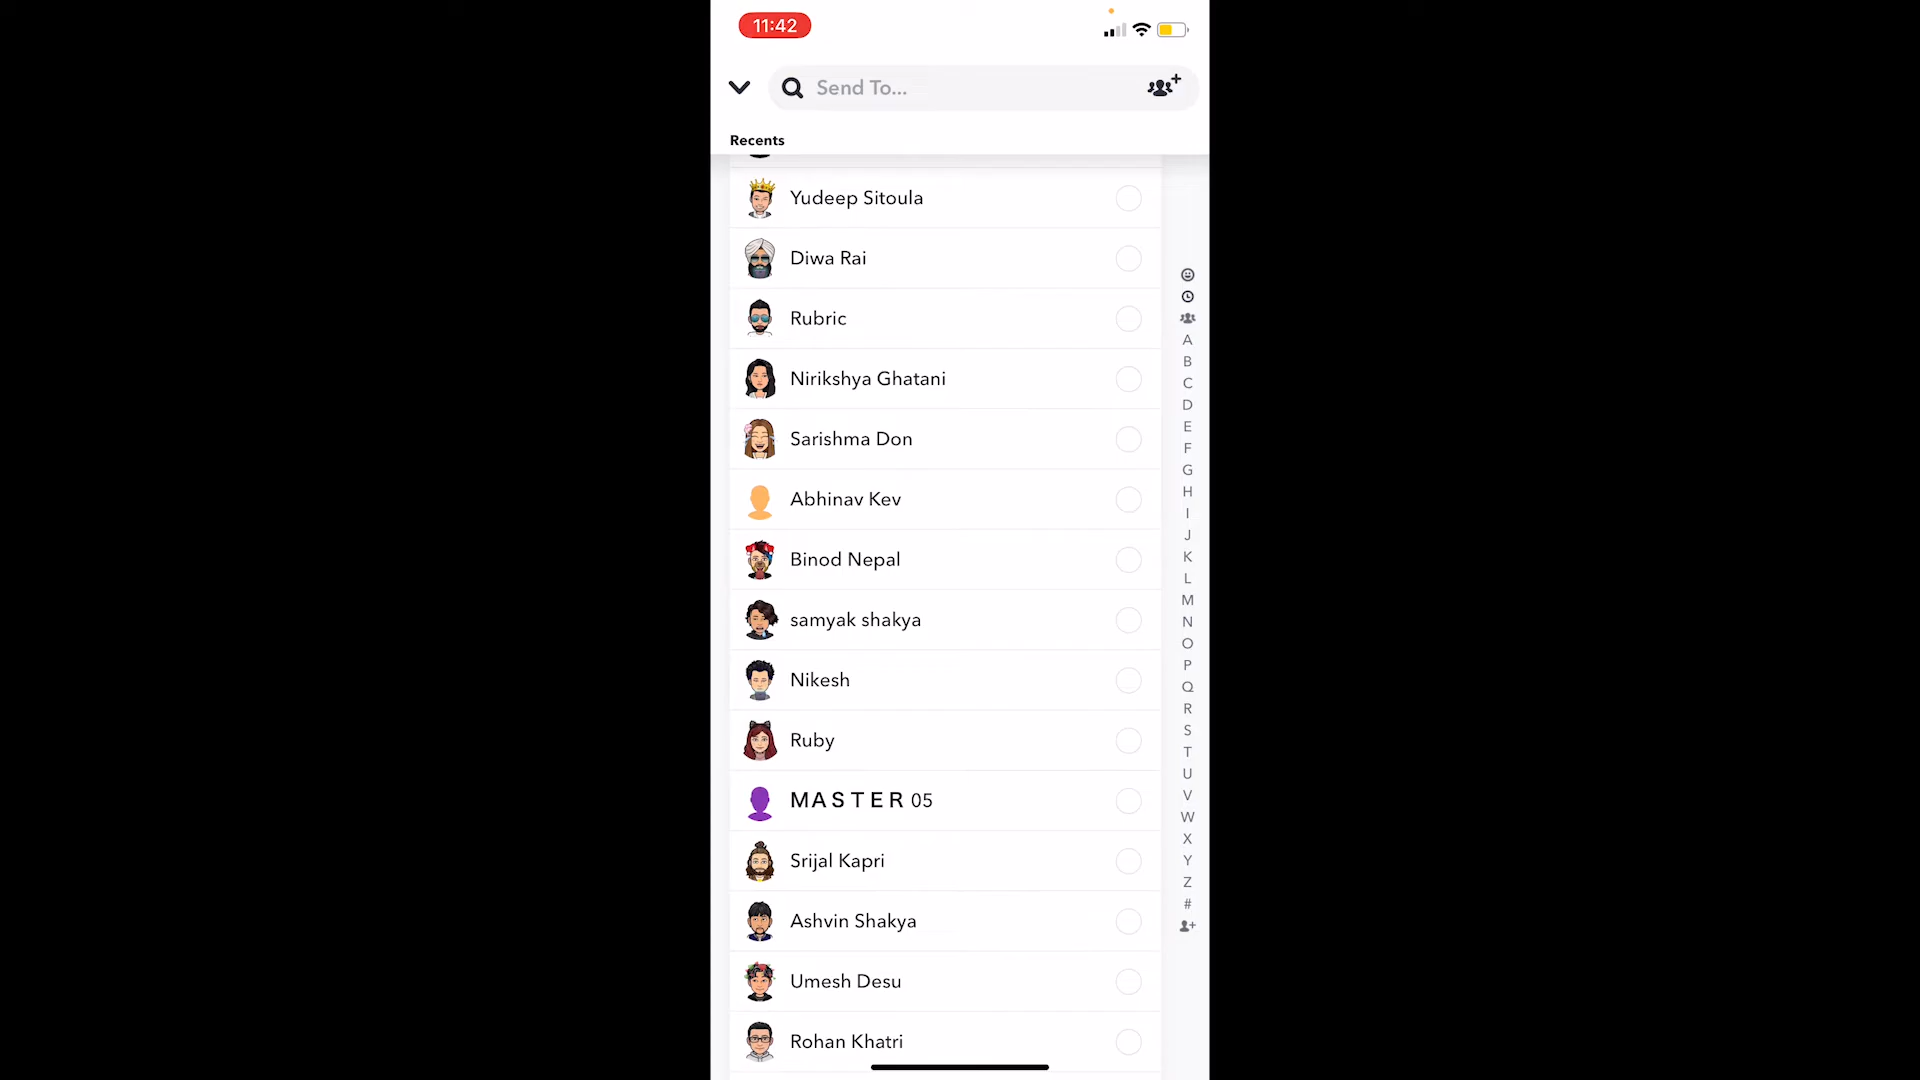 11:42
Send To...
Recents
Yudeep Sitoula
Diwa Rai
Rubric
Nirikshya Ghatani
Sarishma Don
Abhinav Kev
Binod Nepal
samyak shakya
Nikesh
Ruby
M A S T E R 05
Srijal Kapri
Ashvin Shakya
Umesh Desu
Rohan Khatri
A
B
C
D
E
F
G
H
I
J
K
L
M
N
O
P
Q
R
S
T
U
V
W
X
Y
Z
#